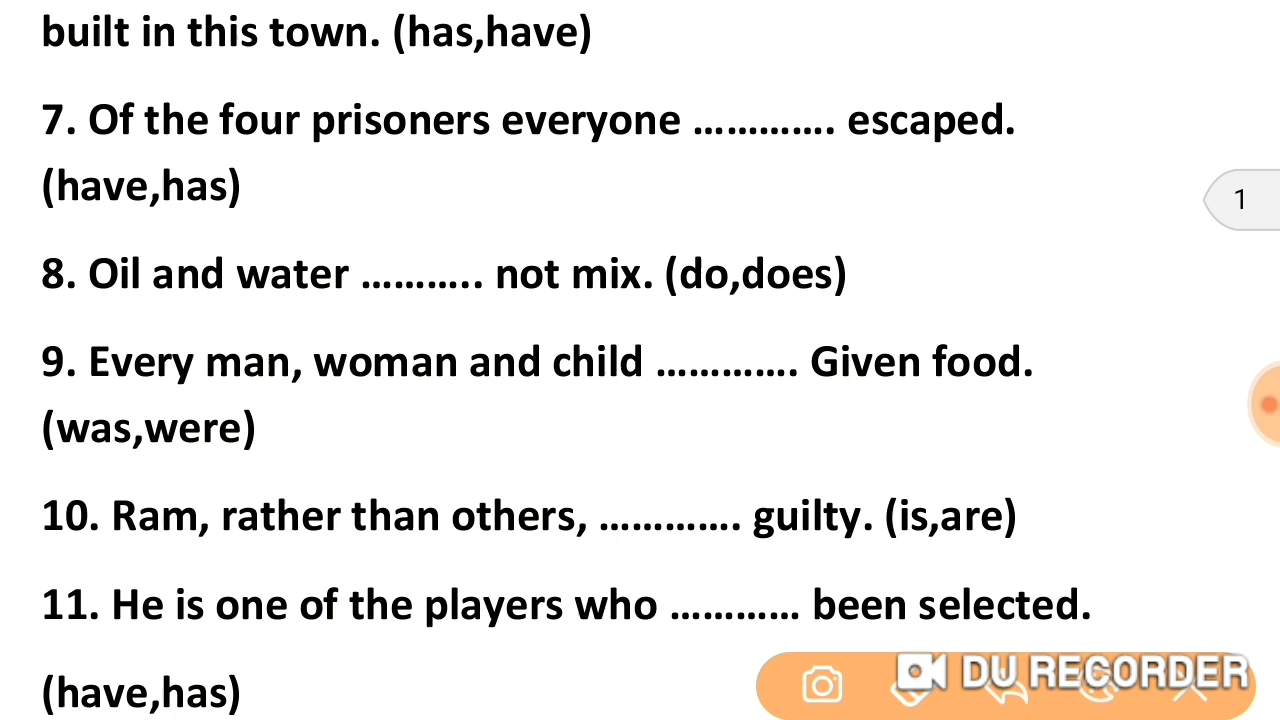 built in this town. (has,have)
7. Of the four prisoners everyone …………. escaped.
(have,has)
1
8. Oil and water ……….. not mix. (do,does)
9. Every man, woman and child …………. Given food.
(was,were)
10. Ram, rather than others, …………. guilty. (is,are)
11. He is one of the players who ………… been selected.
(have,has)
DU RECORDER